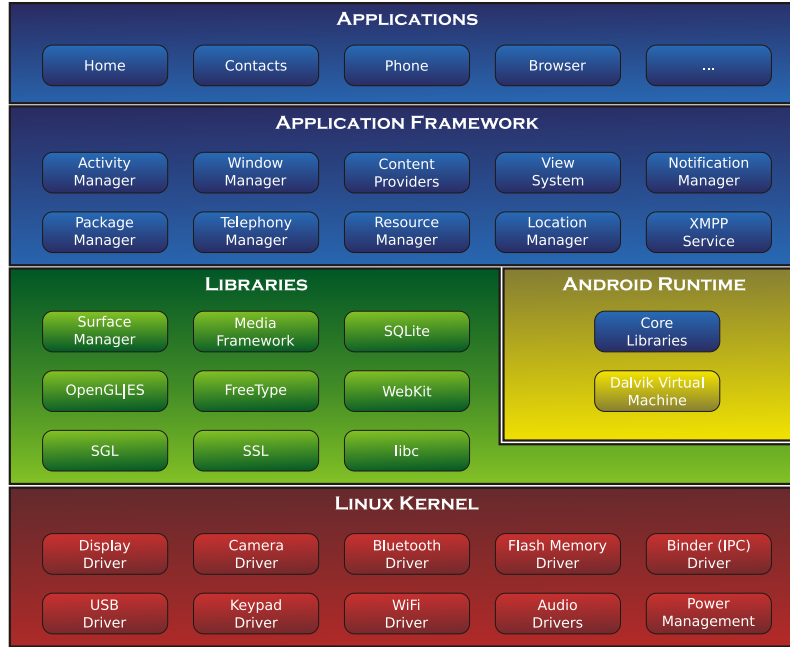 APPLICATIONS
Home
Contacts
Phone
Browser
...
APPLICATION FRAMEWORK
Activity
Manager
Window
Manager
Content
Providers
View
System
Notification
Manager
Package
Manager
Telephony
Manager
Resource
Manager
Location
Manager
XMPP
Service
LIBRARIES
Surface
Manager
Media
Framework
SQLite
OpenGL|ES
FreeType
WebKit
SGL
SSL
libc
ANDROID RUNTIME
Core
Libraries
Dalvik Virtual
Machine
LINUX KERNEL
Display
Driver
Camera
Driver
Bluetooth
Driver
Flash Memory
Driver
Binder (IPC)
Driver
USB
Driver
Keypad
Driver
WiFi
Driver
Audio
Drivers
Power
Management